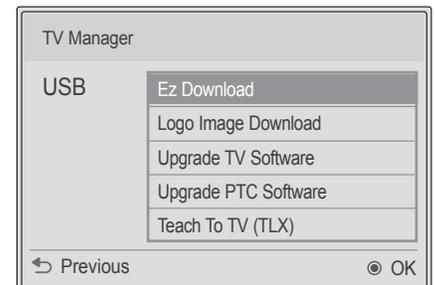 TV Manager
USB
Ez Download
Logo Image Download
Upgrade TV Software
Upgrade PTC Software
Teach To TV (TLX)
Previous
OK